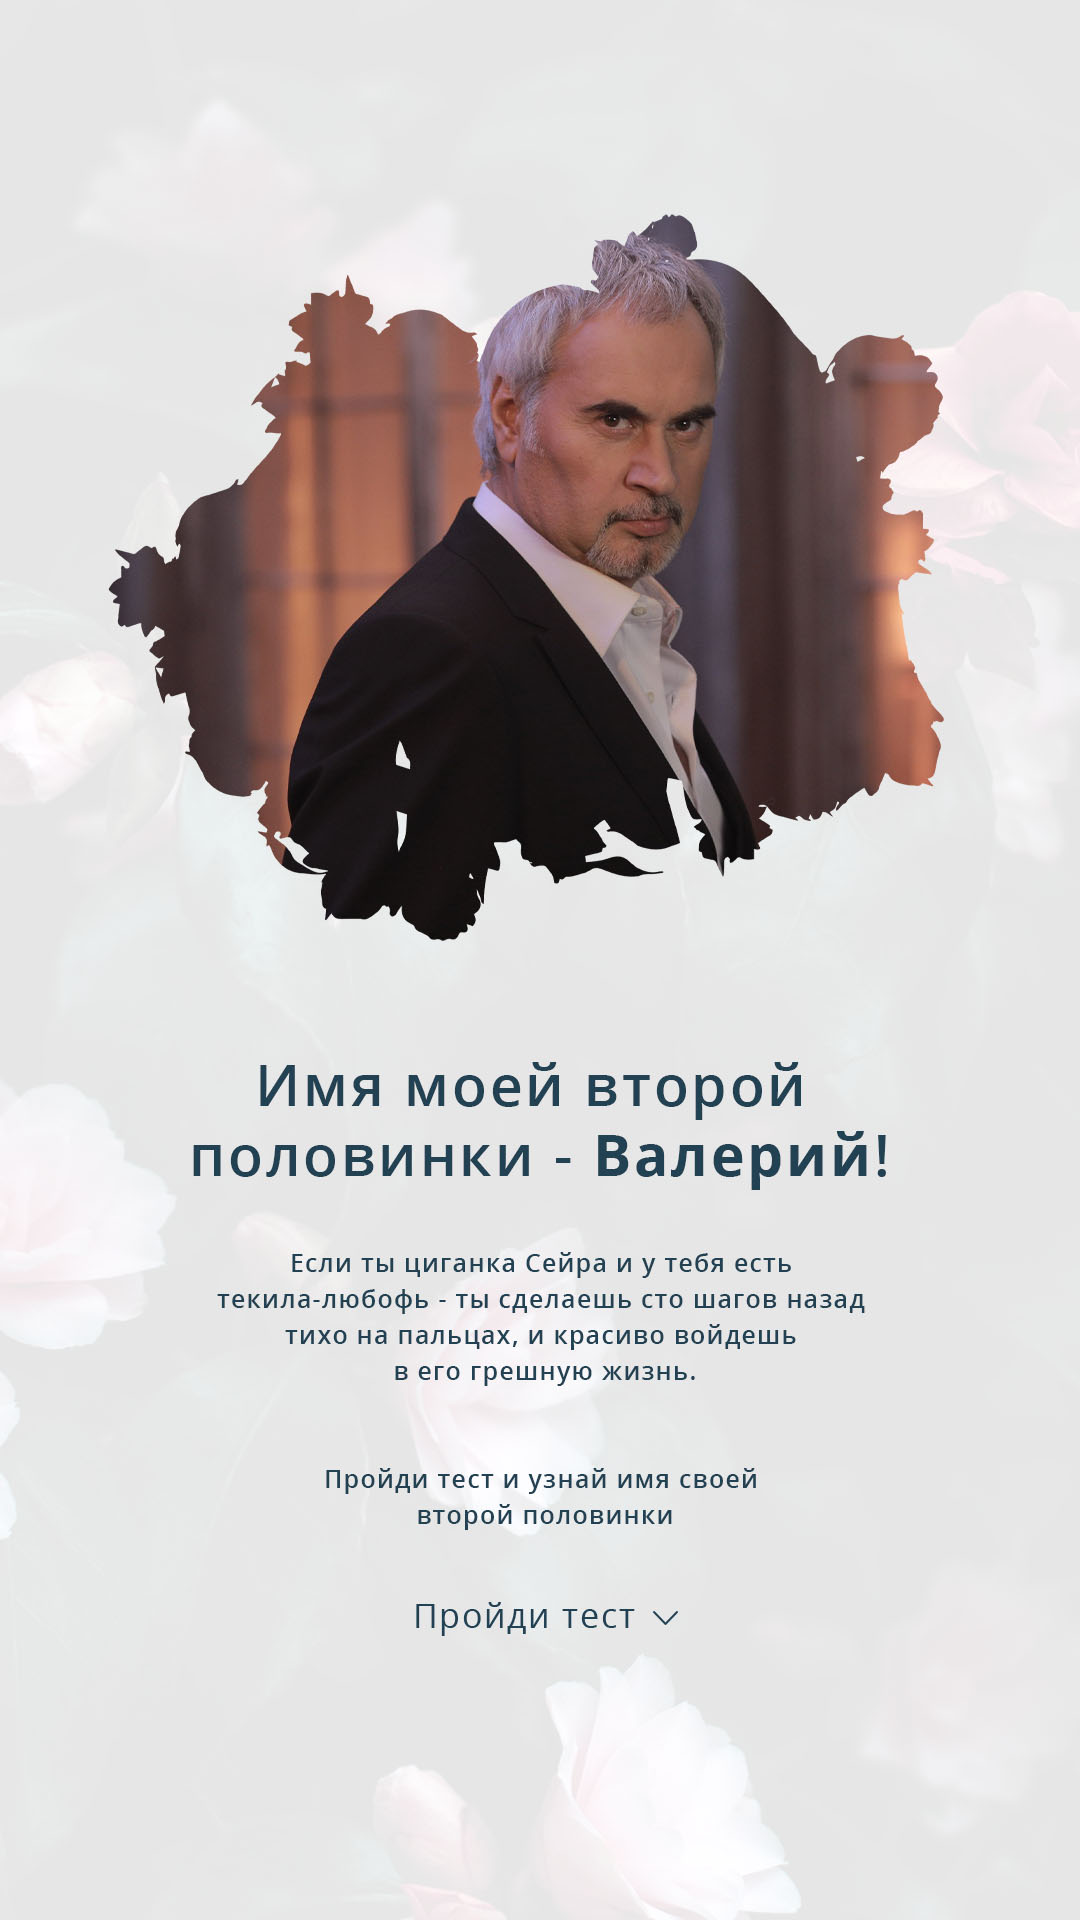 Имя моей второй
половинки - Валерий!
Если ты циганка Сейра и у тебя есть
текила-любофь - ты сделаешь сто шагов назад
тихо на пальцах, и красиво войдешь
в его грешную жизнь.
Пройди тест и узнай имя своей
второй половинки
Пройди тест